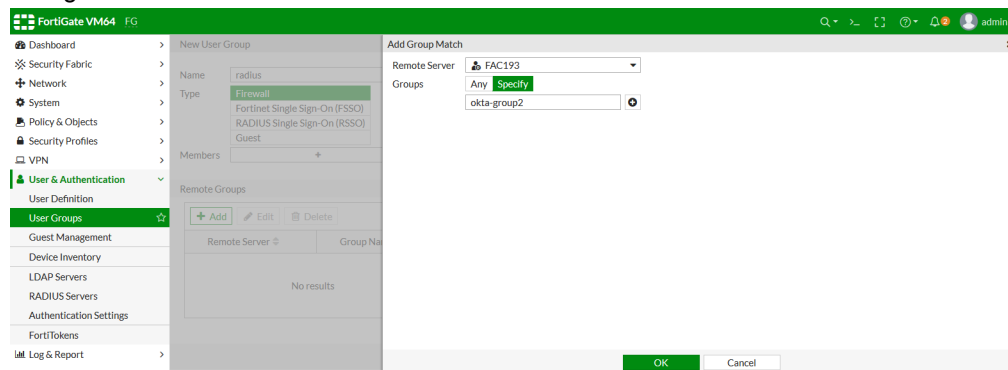 FortiGate VM64 FG
2 admin
Dashboard
Security Fabric
Network
System
Policy & Objects
Security Profiles
VPN
User & Authentication
User Definition
User Groups
Guest Management
Device Inventory
LDAP Servers
RADIUS Servers
Authentication Settings
FortiTokens
Log & Report
New User Group
Name radius
Type Firewall
Fortinet Single Sign-On (FSSO)
RADIUS Single Sign-On (RSSO)
Guest
Members +
Remote Groups
+ Add Edit Delete
Remote Server Group Na
No results
Add Group Match
Remote Server FAC193
Groups Any Specify
okta-group2
OK Cancel